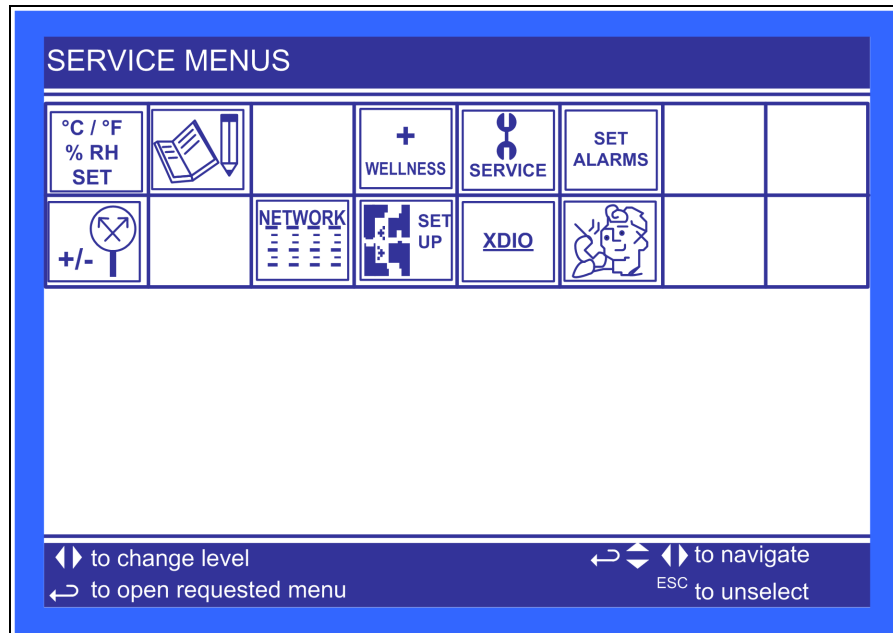 SERVICE MENUS
°C / °F
% RH
SET
+
WELLNESS
SERVICE
SET
ALARMS
+/-
NETWORK
SET
UP
XDIO
to change level
to navigate
to open requested menu
ESC to unselect